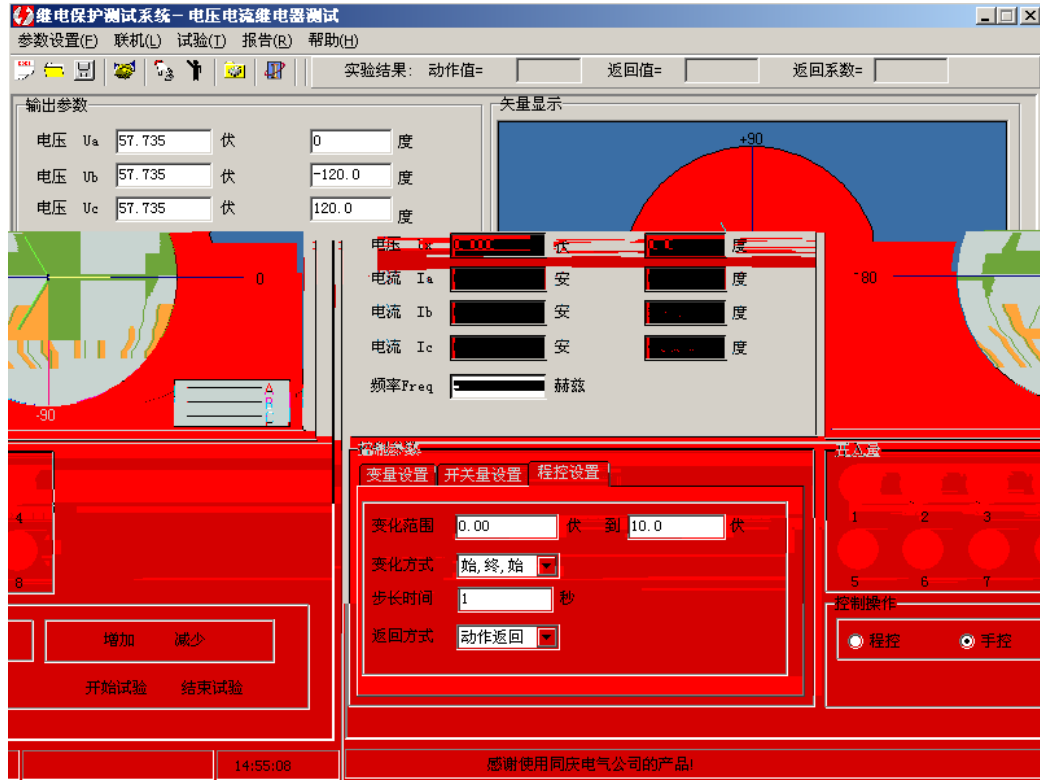 继电保护测试系统－电压电流继电器测试
参数设置(F) 联机(L) 试验(T) 报告(R) 帮助(H)
实验结果: 动作值= 返回值= 返回系数=
输出参数
矢量显示
电压 Ua 57.735 伏 0 度
+90
电压 Ub 57.735 伏 -120.0 度
电压 Uc 57.735 伏 120.0 度
电压 伏 度
0
电流 Ia 安 度
80
电流 Ib 安 度
电流 Ic 安 度
频率Freq 赫兹
A
B
-90
控制参数
开入量
变量设置 开关量设置 程控设置
1 2 3
4
变化范围 0.00 伏 到 10.0 伏
变化方式 始,终,始
5 6 7
8
步长时间 1 秒
控制操作
返回方式 动作返回
程控 手控
增加 减少
开始试验 结束试验
14:55:08
感谢使用同庆电气公司的产品!